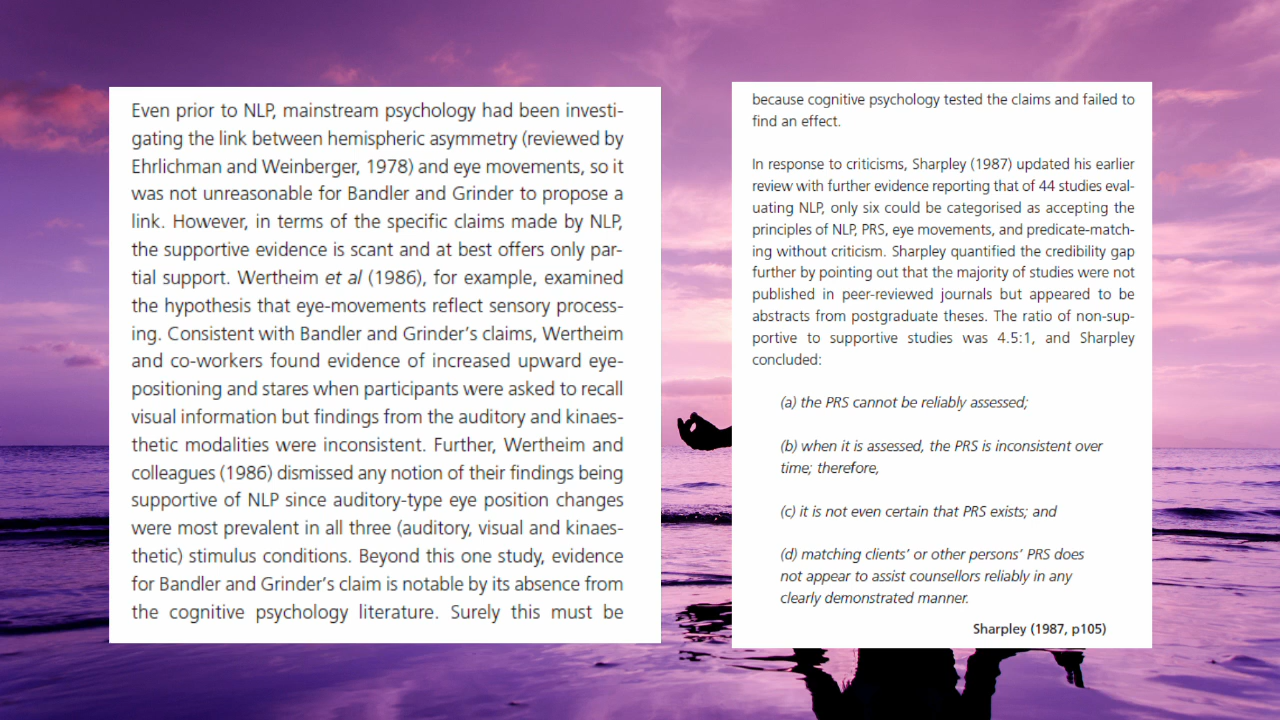 Even prior to NLP, mainstream psychology had been investi-
gating the link between hemispheric asymmetry (reviewed by
Ehrlichman and Weinberger, 1978) and eye movements, so it
was not unreasonable for Bandler and Grinder to propose a
link. However, in terms of the specific claims made by NLP,
the supportive evidence is scant and at best offers only par-
tial support. Wertheim et al (1986), for example, examined
the hypothesis that eye-movements reflect sensory process-
ing. Consistent with Bandler and Grinder's claims, Wertheim
and co-workers found evidence of increased upward eye-
positioning and stares when participants were asked to recall
visual information but findings from the auditory and kinaes-
thetic modalities were inconsistent. Further, Wertheim and
colleagues (1986) dismissed any notion of their findings being
supportive of NLP since auditory-type eye position changes
were most prevalent in all three (auditory, visual and kinaes-
thetic) stimulus conditions. Beyond this one study, evidence
for Bandler and Grinder's claim is notable by its absence from
the cognitive psychology literature. Surely this must be
because cognitive psychology tested the claims and failed to
find an effect.
In response to criticisms, Sharpley (1987) updated his earlier
review with further evidence reporting that of 44 studies eval-
uating NLP, only six could be categorised as accepting the
principles of NLP, PRS, eye movements, and predicate-match-
ing without criticism. Sharpley quantified the credibility gap
further by pointing out that the majority of studies were not
published in peer-reviewed journals but appeared to be
abstracts from postgraduate theses. The ratio of non-sup-
portive to supportive studies was 4.5:1, and Sharpley
concluded:
(a) the PRS cannot be reliably assessed;
(b) when it is assessed, the PRS is inconsistent over
time; therefore,
(c) it is not even certain that PRS exists; and
(d) matching clients' or other persons' PRS does
not appear to assist counsellors reliably in any
clearly demonstrated manner.
Sharpley (1987, p105)